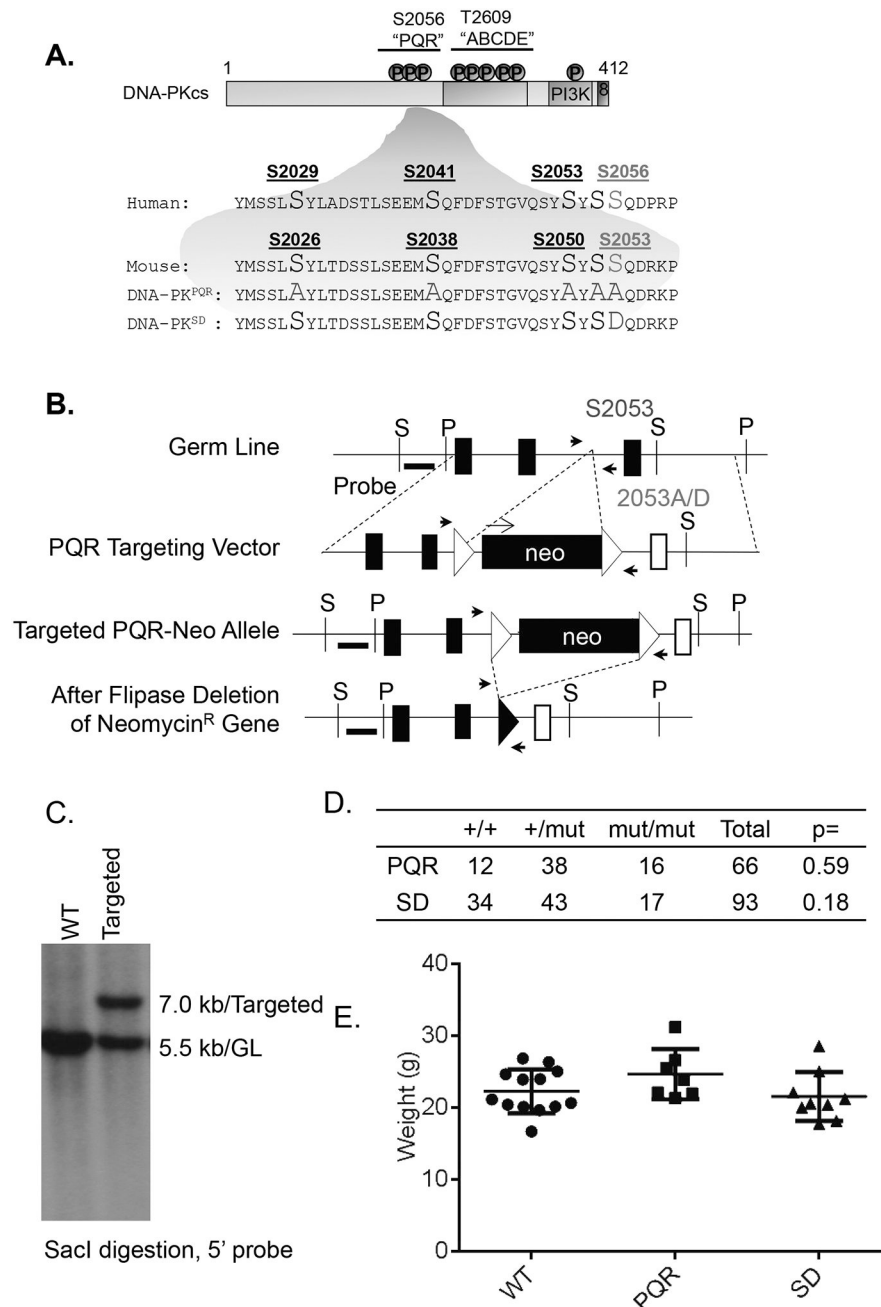 A.
S2056 T2609
"PQR" "ABCDE"
P P P P P P P P P
1 412
8
DNA-PKcs PI3K
S2029 S2041 S2053 S2056
Human: YMSSLSYLADSTLSEEMSQFDFSTGVQSYSYSSQDPRP
S2026 S2038 S2050 S2053
Mouse: YMSSLSYLTDSSLSEEMSQFDFSTGVQSYSYSSQDRKP
DNA-PKPQR: YMSSLAYLTDSSLSEEMAQFDFSTGVQSYAYAAQDRKP
DNA-PKSD : YMSSLSYLTDSSLSEEMSQFDFSTGVQSYSYSDQDRKP
B.
S2053
S P S P
Germ Line
Probe
2053A/D
S
PQR Targeting Vector neo
S P S P
Targeted PQR-Neo Allele neo
After Flipase Deletion
of NeomycinR Gene
S P S P
C.
WT Targeted
7.0 kb/Targeted
5.5 kb/GL
SacI digestion, 5' probe
D.
+/+ +/mut mut/mut Total p=
PQR 12 38 16 66 0.59
SD 34 43 17 93 0.18
E.
Weight (g)
40
30
20
10
0
WT PQR SD